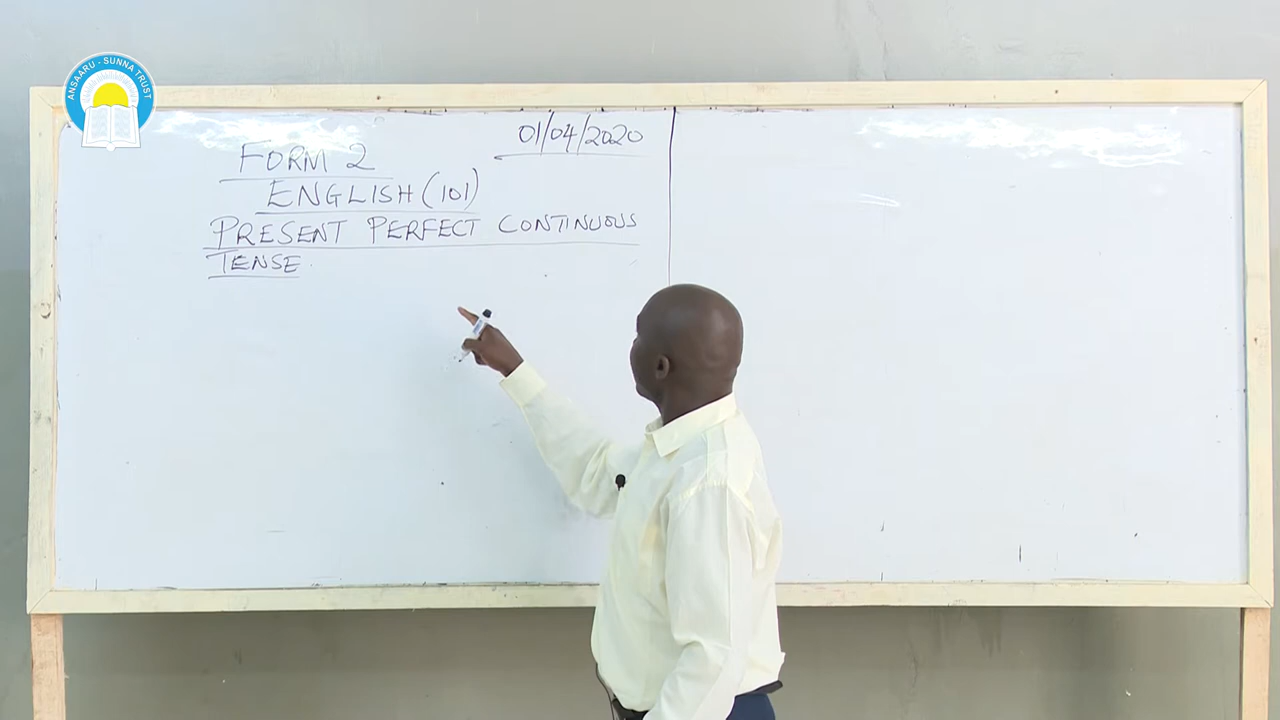 ANSAARU - SUNNA TRUST
01/04/2020
FORM 2
ENGLISH (101)
PRESENT PERFECT CONTINUOUS
TENSE.